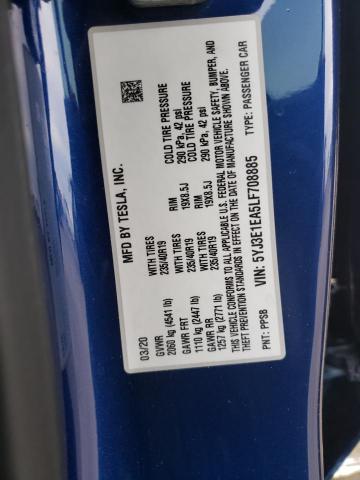 MFD BY TESLA, INC.
03/20
GVWR
2060 kg (4541 lb)
GAWR FRT WITH TIRES RIM COLD TIRE PRESSURE
1110 kg (2447 lb) 235/40R19 19X8.5J 290 kPa, 42 psi
GAWR RR WITH TIRES RIM COLD TIRE PRESSURE
1257 kg (2771 lb) 235/40R19 19X8.5J 290 kPa, 42 psi
THIS VEHICLE CONFORMS TO ALL APPLICABLE U.S. FEDERAL MOTOR VEHICLE SAFETY, BUMPER, AND
THEFT PREVENTION STANDARDS IN EFFECT ON THE DATE OF MANUFACTURE SHOWN ABOVE.
VIN: 5YJ3E1EA5LF708885
PNT: PPSB TYPE: PASSENGER CAR